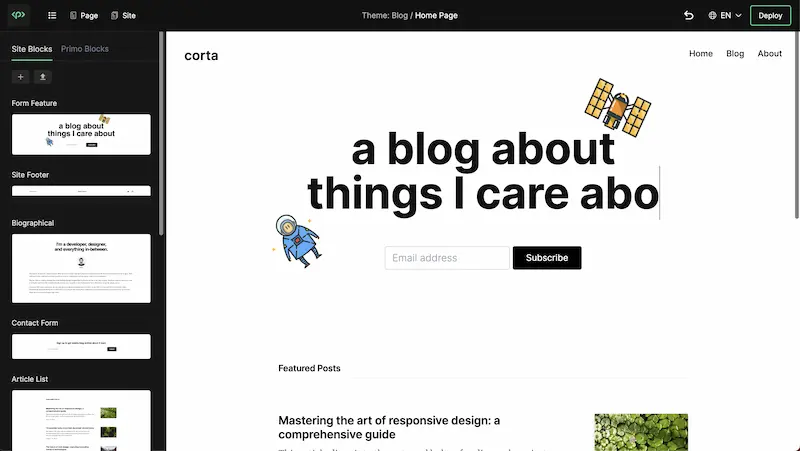 Page
Site
Theme: Blog / Home Page
EN
Deploy
Site Blocks
Primo Blocks
Form Feature
a blog about
things I care about
Site Footer
Biographical
I'm a developer, designer,
and everything in-between.
Contact Form
Article List
corta
Home
Blog
About
a blog about
things I care abo
Email address
Subscribe
Featured Posts
Mastering the art of responsive design: a
comprehensive guide